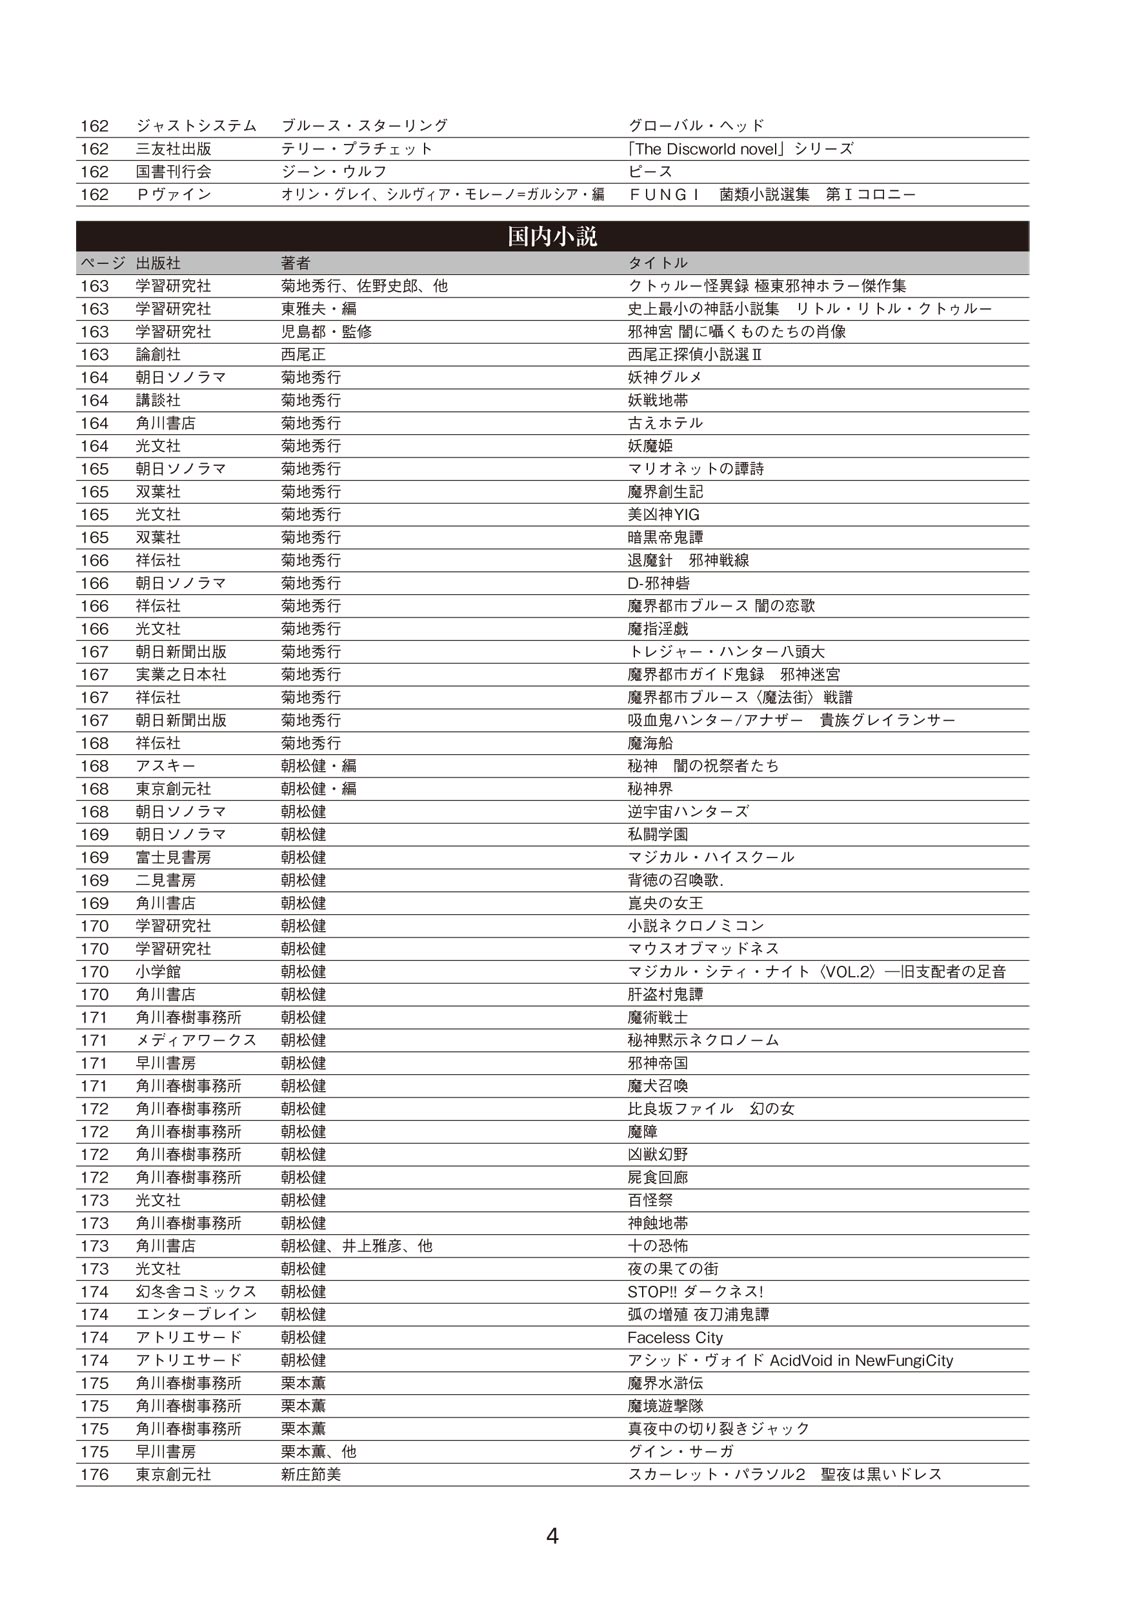 162 ジャストシステム ブルース・スターリング グローバル・ヘッド
162 三友社出版 テリー・プラチェット 「The Discworld novel」シリーズ
162 国書刊行会 ジーン・ウルフ ピース
162 Pヴァイン オリン・グレイ、シルヴィア・モレーノ=ガルシア・編 ＦＵＮＧＩ　菌類小説選集　第Ⅰコロニー
国内小説
ページ 出版社 著者 タイトル
163 学習研究社 菊地秀行、佐野史郎、他 クトゥルー怪異録 極東邪神ホラー傑作集
163 学習研究社 東雅夫・編 史上最小の神話小説集　リトル・リトル・クトゥルー
163 学習研究社 児島都・監修 邪神宮 闇に囁くものたちの肖像
163 論創社 西尾正 西尾正探偵小説選Ⅱ
164 朝日ソノラマ 菊地秀行 妖神グルメ
164 講談社 菊地秀行 妖戦地帯
164 角川書店 菊地秀行 古えホテル
164 光文社 菊地秀行 妖魔姫
165 朝日ソノラマ 菊地秀行 マリオネットの譚詩
165 双葉社 菊地秀行 魔界創生記
165 光文社 菊地秀行 美凶神YIG
165 双葉社 菊地秀行 暗黒帝鬼譚
166 祥伝社 菊地秀行 退魔針　邪神戦線
166 朝日ソノラマ 菊地秀行 D-邪神砦
166 祥伝社 菊地秀行 魔界都市ブルース 闇の恋歌
166 光文社 菊地秀行 魔指淫戯
167 朝日新聞出版 菊地秀行 トレジャー・ハンター八頭大
167 実業之日本社 菊地秀行 魔界都市ガイド鬼録　邪神迷宮
167 祥伝社 菊地秀行 魔界都市ブルース〈魔法街〉戦譜
167 朝日新聞出版 菊地秀行 吸血鬼ハンター/アナザー　貴族グレイランサー
168 祥伝社 菊地秀行 魔海船
168 アスキー 朝松健・編 秘神　闇の祝祭者たち
168 東京創元社 朝松健・編 秘神界
168 朝日ソノラマ 朝松健 逆宇宙ハンターズ
169 朝日ソノラマ 朝松健 私闘学園
169 富士見書房 朝松健 マジカル・ハイスクール
169 二見書房 朝松健 背徳の召喚歌.
169 角川書店 朝松健 崑央の女王
170 学習研究社 朝松健 小説ネクロノミコン
170 学習研究社 朝松健 マウスオブマッドネス
170 小学館 朝松健 マジカル・シティ・ナイト〈VOL.2〉―旧支配者の足音
170 角川書店 朝松健 肝盗村鬼譚
171 角川春樹事務所 朝松健 魔術戦士
171 メディアワークス 朝松健 秘神黙示ネクロノーム
171 早川書房 朝松健 邪神帝国
171 角川春樹事務所 朝松健 魔犬召喚
172 角川春樹事務所 朝松健 比良坂ファイル　幻の女
172 角川春樹事務所 朝松健 魔障
172 角川春樹事務所 朝松健 凶獣幻野
172 角川春樹事務所 朝松健 屍食回廊
173 光文社 朝松健 百怪祭
173 角川春樹事務所 朝松健 神蝕地帯
173 角川書店 朝松健、井上雅彦、他 十の恐怖
173 光文社 朝松健 夜の果ての街
174 幻冬舎コミックス 朝松健 STOP!! ダークネス!
174 エンターブレイン 朝松健 弧の増殖 夜刀浦鬼譚
174 アトリエサード 朝松健 Faceless City
174 アトリエサード 朝松健 アシッド・ヴォイド AcidVoid in NewFungiCity
175 角川春樹事務所 栗本薫 魔界水滸伝
175 角川春樹事務所 栗本薫 魔境遊撃隊
175 角川春樹事務所 栗本薫 真夜中の切り裂きジャック
175 早川書房 栗本薫、他 グイン・サーガ
176 東京創元社 新庄節美 スカーレット・パラソル2　聖夜は黒いドレス
4